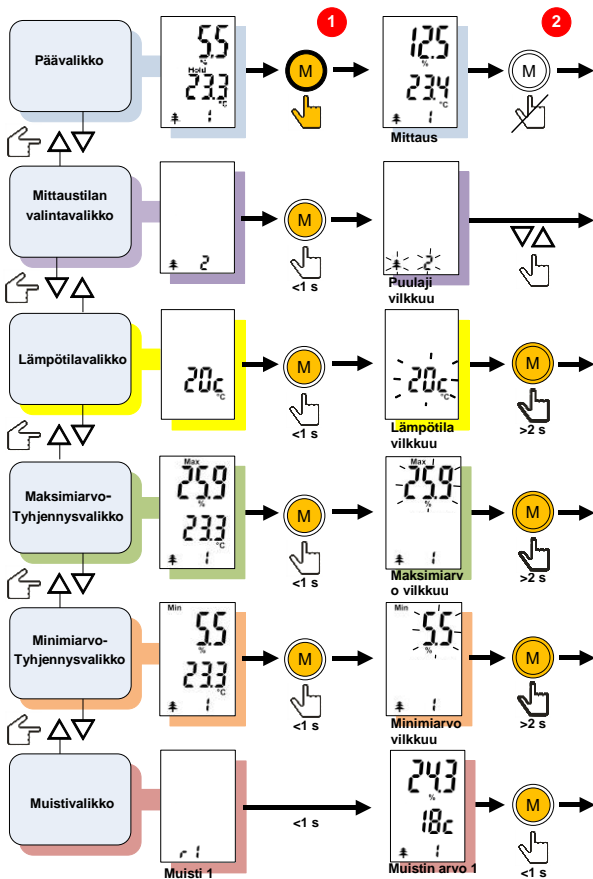 1
2
Päävalikko
5.5
%
Hold
23.3
°C
1
M
12.5
%
23.4
°C
1
Mittaus
M
Mittaustilan
valintavalikko
2
M
<1 s
2
Puulaji
vilkkuu
Lämpötilavalikko
20c
°C
M
<1 s
20c
°C
Lämpötila
vilkkuu
M
>2 s
Maksimiarvo-
Tyhjennysvalikko
Max
25.9
%
23.3
°C
1
M
<1 s
Max
25.9
%
1
Maksimiarv
o vilkkuu
M
>2 s
Minimiarvo-
Tyhjennysvalikko
Min
5.5
%
23.3
°C
1
M
<1 s
Min
5.5
%
1
Minimiarvo
vilkkuu
M
>2 s
Muistivalikko
r1
Muisti 1
<1 s
24.3
%
18c
1
Muistin arvo 1
M
<1 s